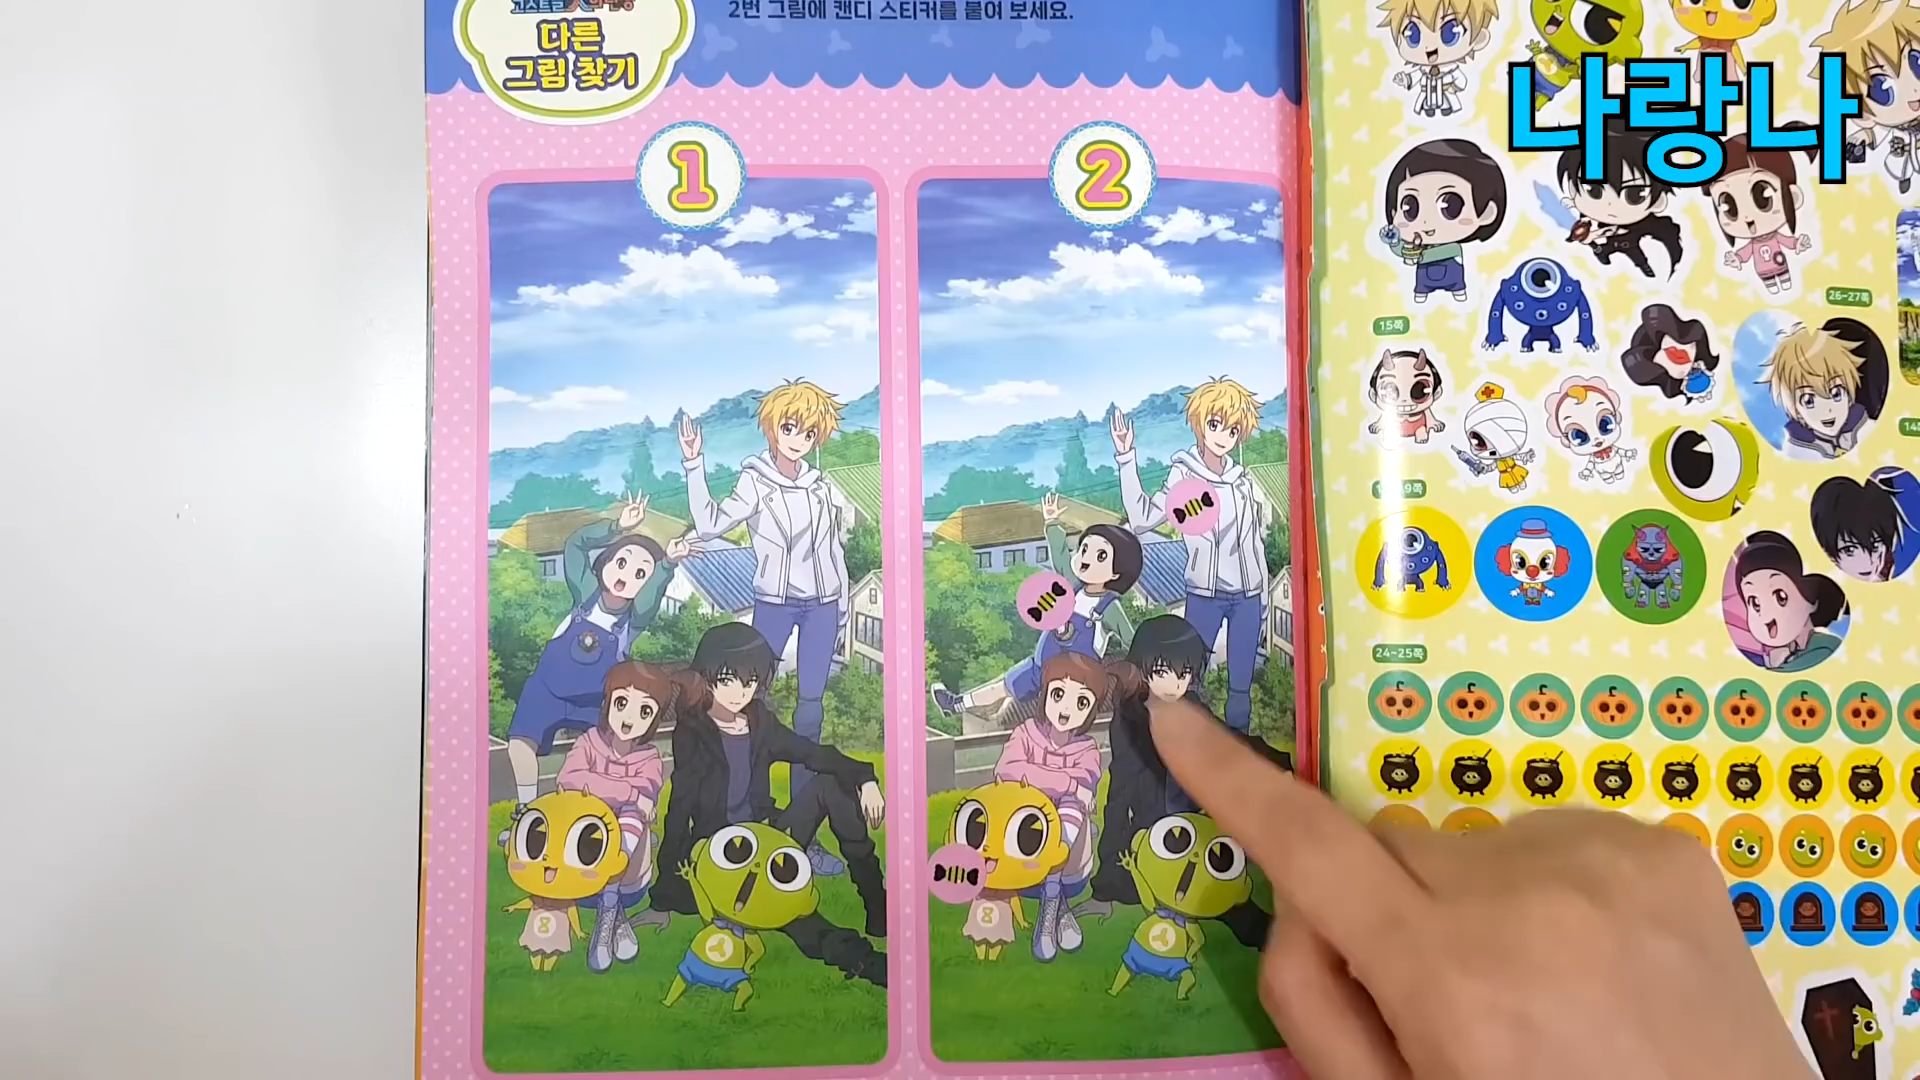 2번 그림에 캔디 스티커를 붙여 보세요.
다른
그림 찾기
1
2
나랑나
26-27쪽
15쪽
24-25쪽